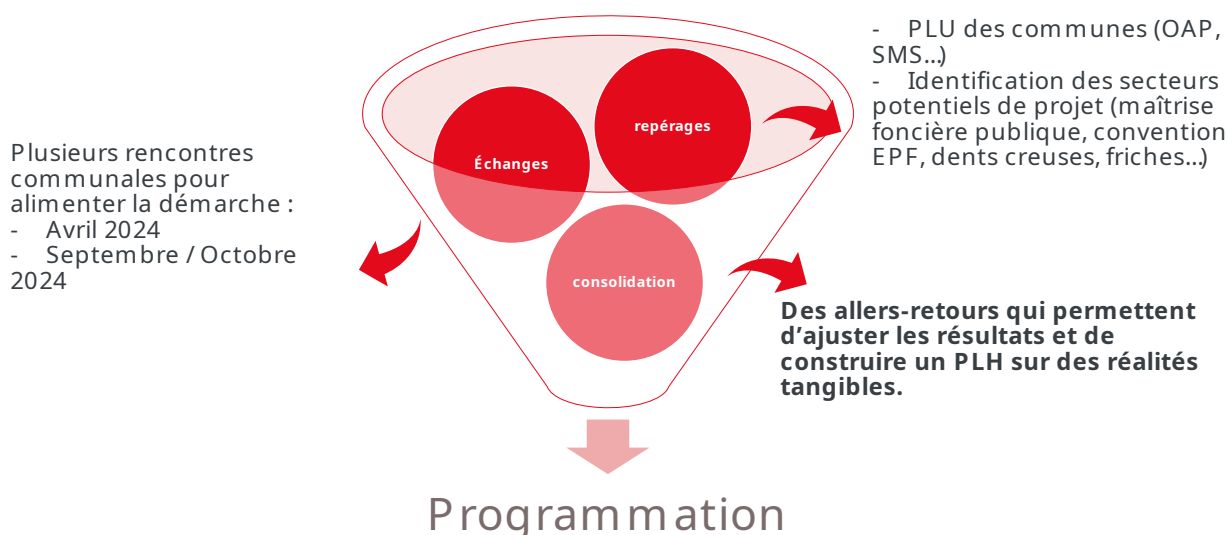 Plusieurs rencontres
communales pour
alimenter la démarche :
- Avril 2024
- Septembre / Octobre
2024
Échanges
repérages
consolidation
- PLU des communes (OAP,
SMS...)
- Identification des secteurs
potentiels de projet (maîtrise
foncière publique, convention
EPF, dents creuses, friches...)
Des allers-retours qui permettent
d’ajuster les résultats et de
construire un PLH sur des réalités
tangibles.
Programmation